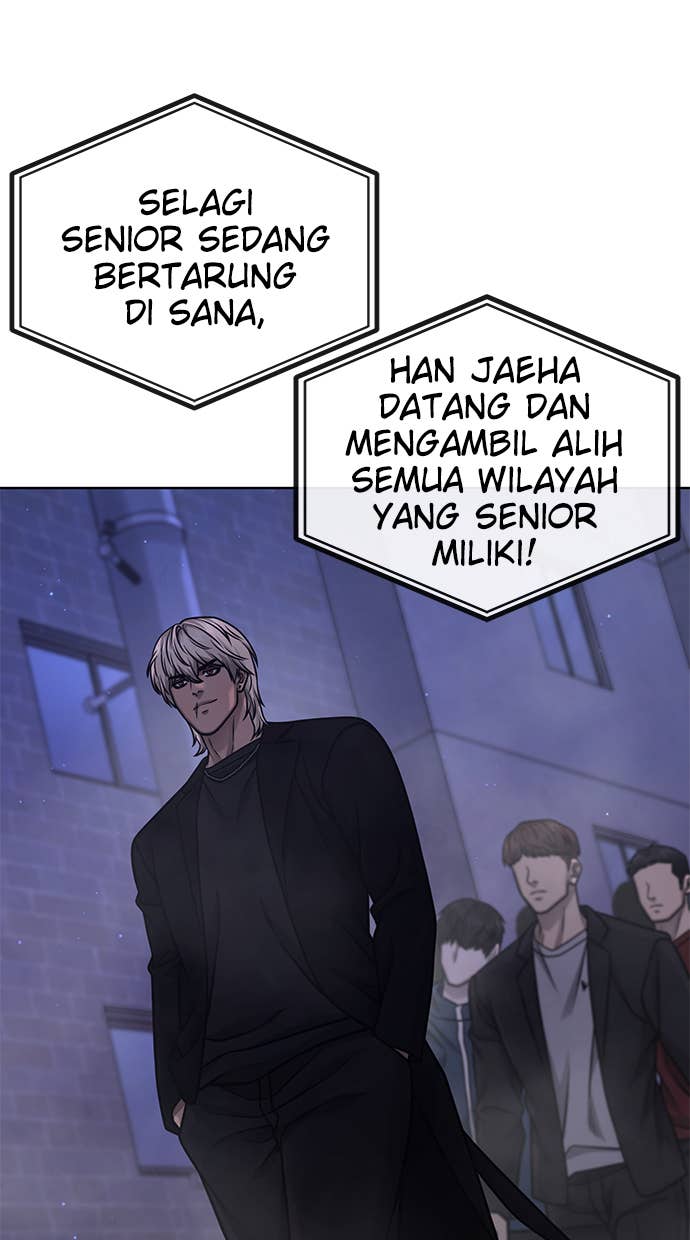 SELAGI
SENIOR SEDANG
BERTARUNG
DI SANA,
HAN JAEHA
DATANG DAN
MENGAMBIL ALIH
SEMUA WILAYAH
YANG SENIOR
MILIKI!